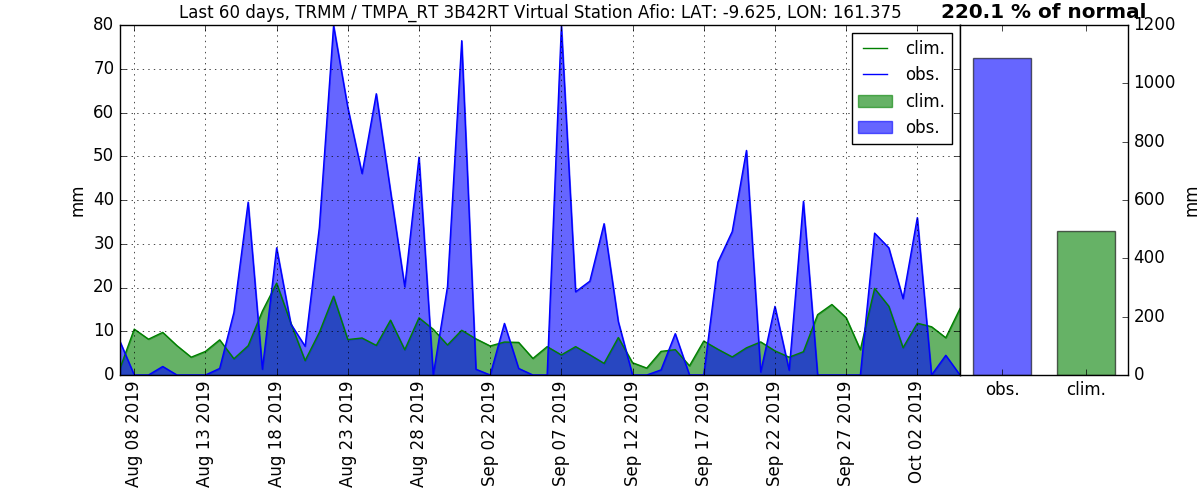 Last 60 days, TRMM / TMPA_RT 3B42RT Virtual Station Afio: LAT: -9.625, LON: 161.375
220.1 % of normal
80
70
60
50
40
30
20
10
0
mm
clim.
obs.
clim.
obs.
1200
1000
800
600
400
200
0
mm
obs.
clim.
Aug 08 2019
Aug 13 2019
Aug 18 2019
Aug 23 2019
Aug 28 2019
Sep 02 2019
Sep 07 2019
Sep 12 2019
Sep 17 2019
Sep 22 2019
Sep 27 2019
Oct 02 2019